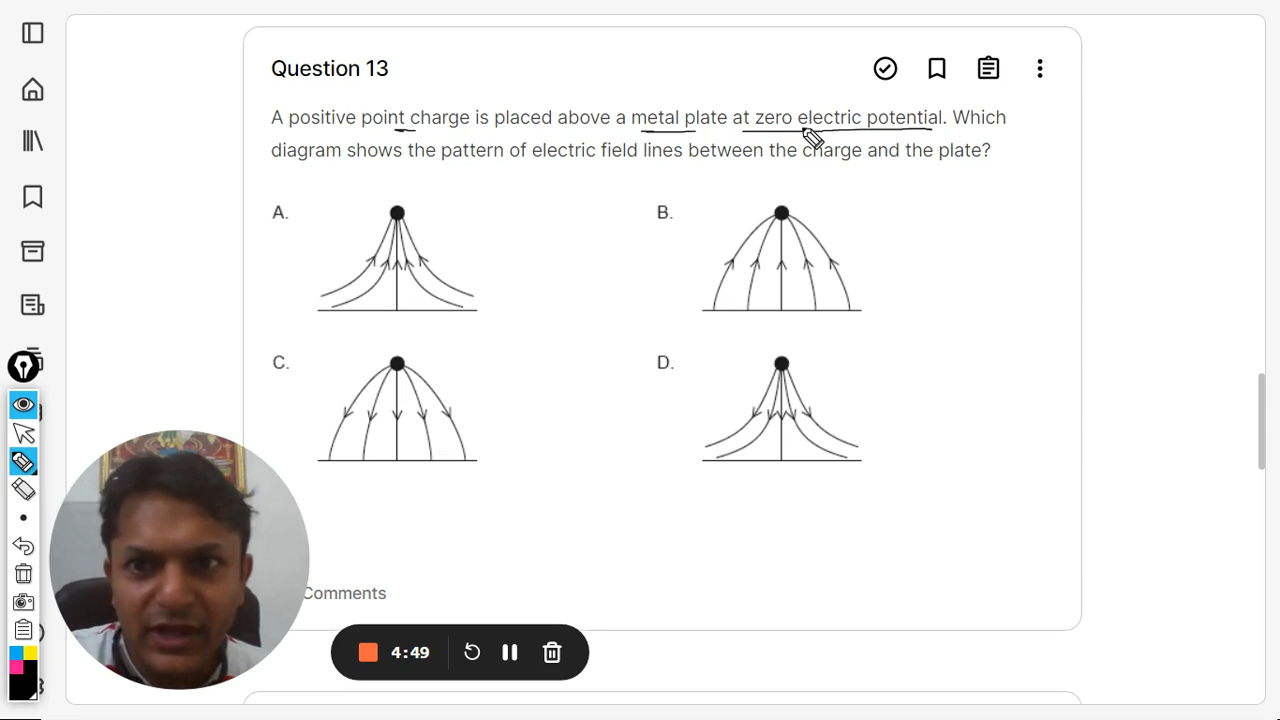 Question 13
A positive point charge is placed above a metal plate at zero electric potential. Which
diagram shows the pattern of electric field lines between the charge and the plate?
A.
B.
C.
D.
Comments
4:49